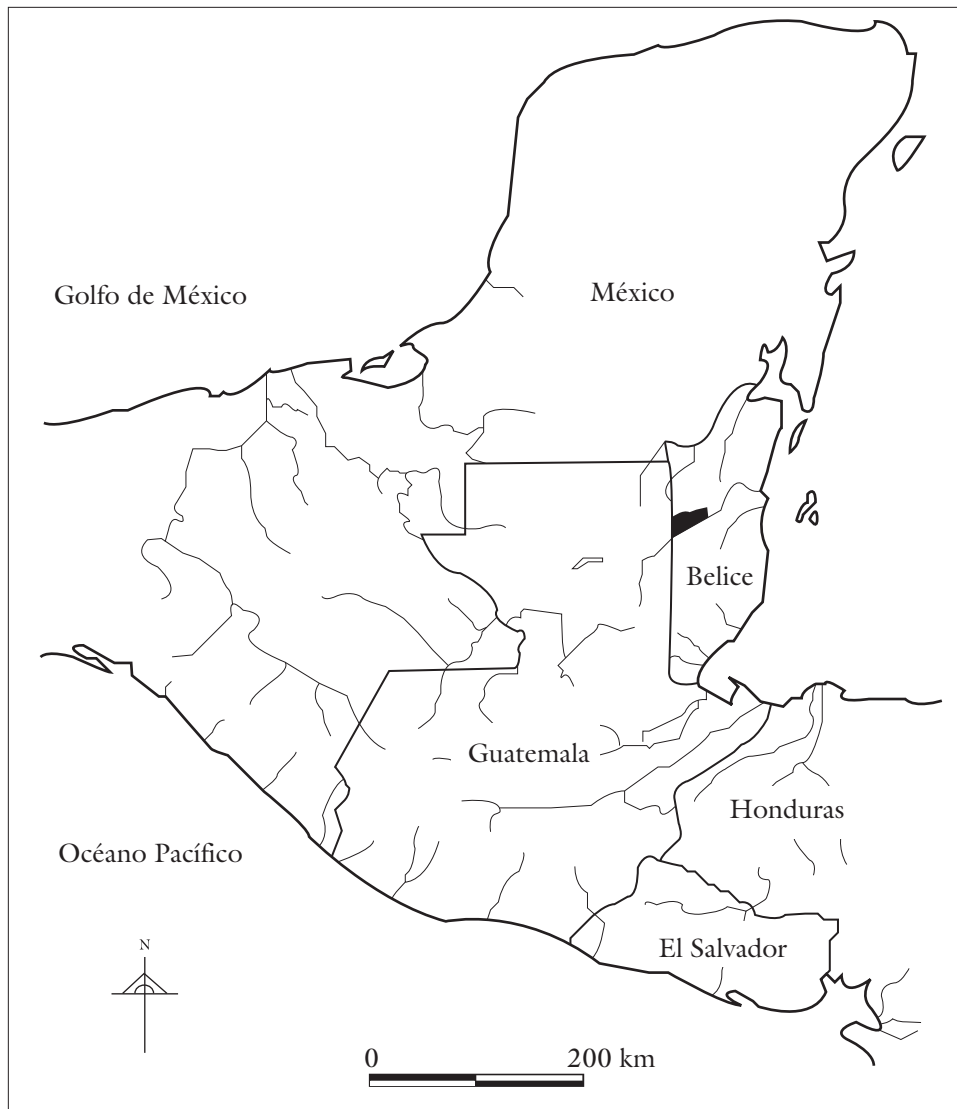 Golfo de México
México
Belice
Guatemala
Honduras
Océano Pacífico
El Salvador
N
0 200 km